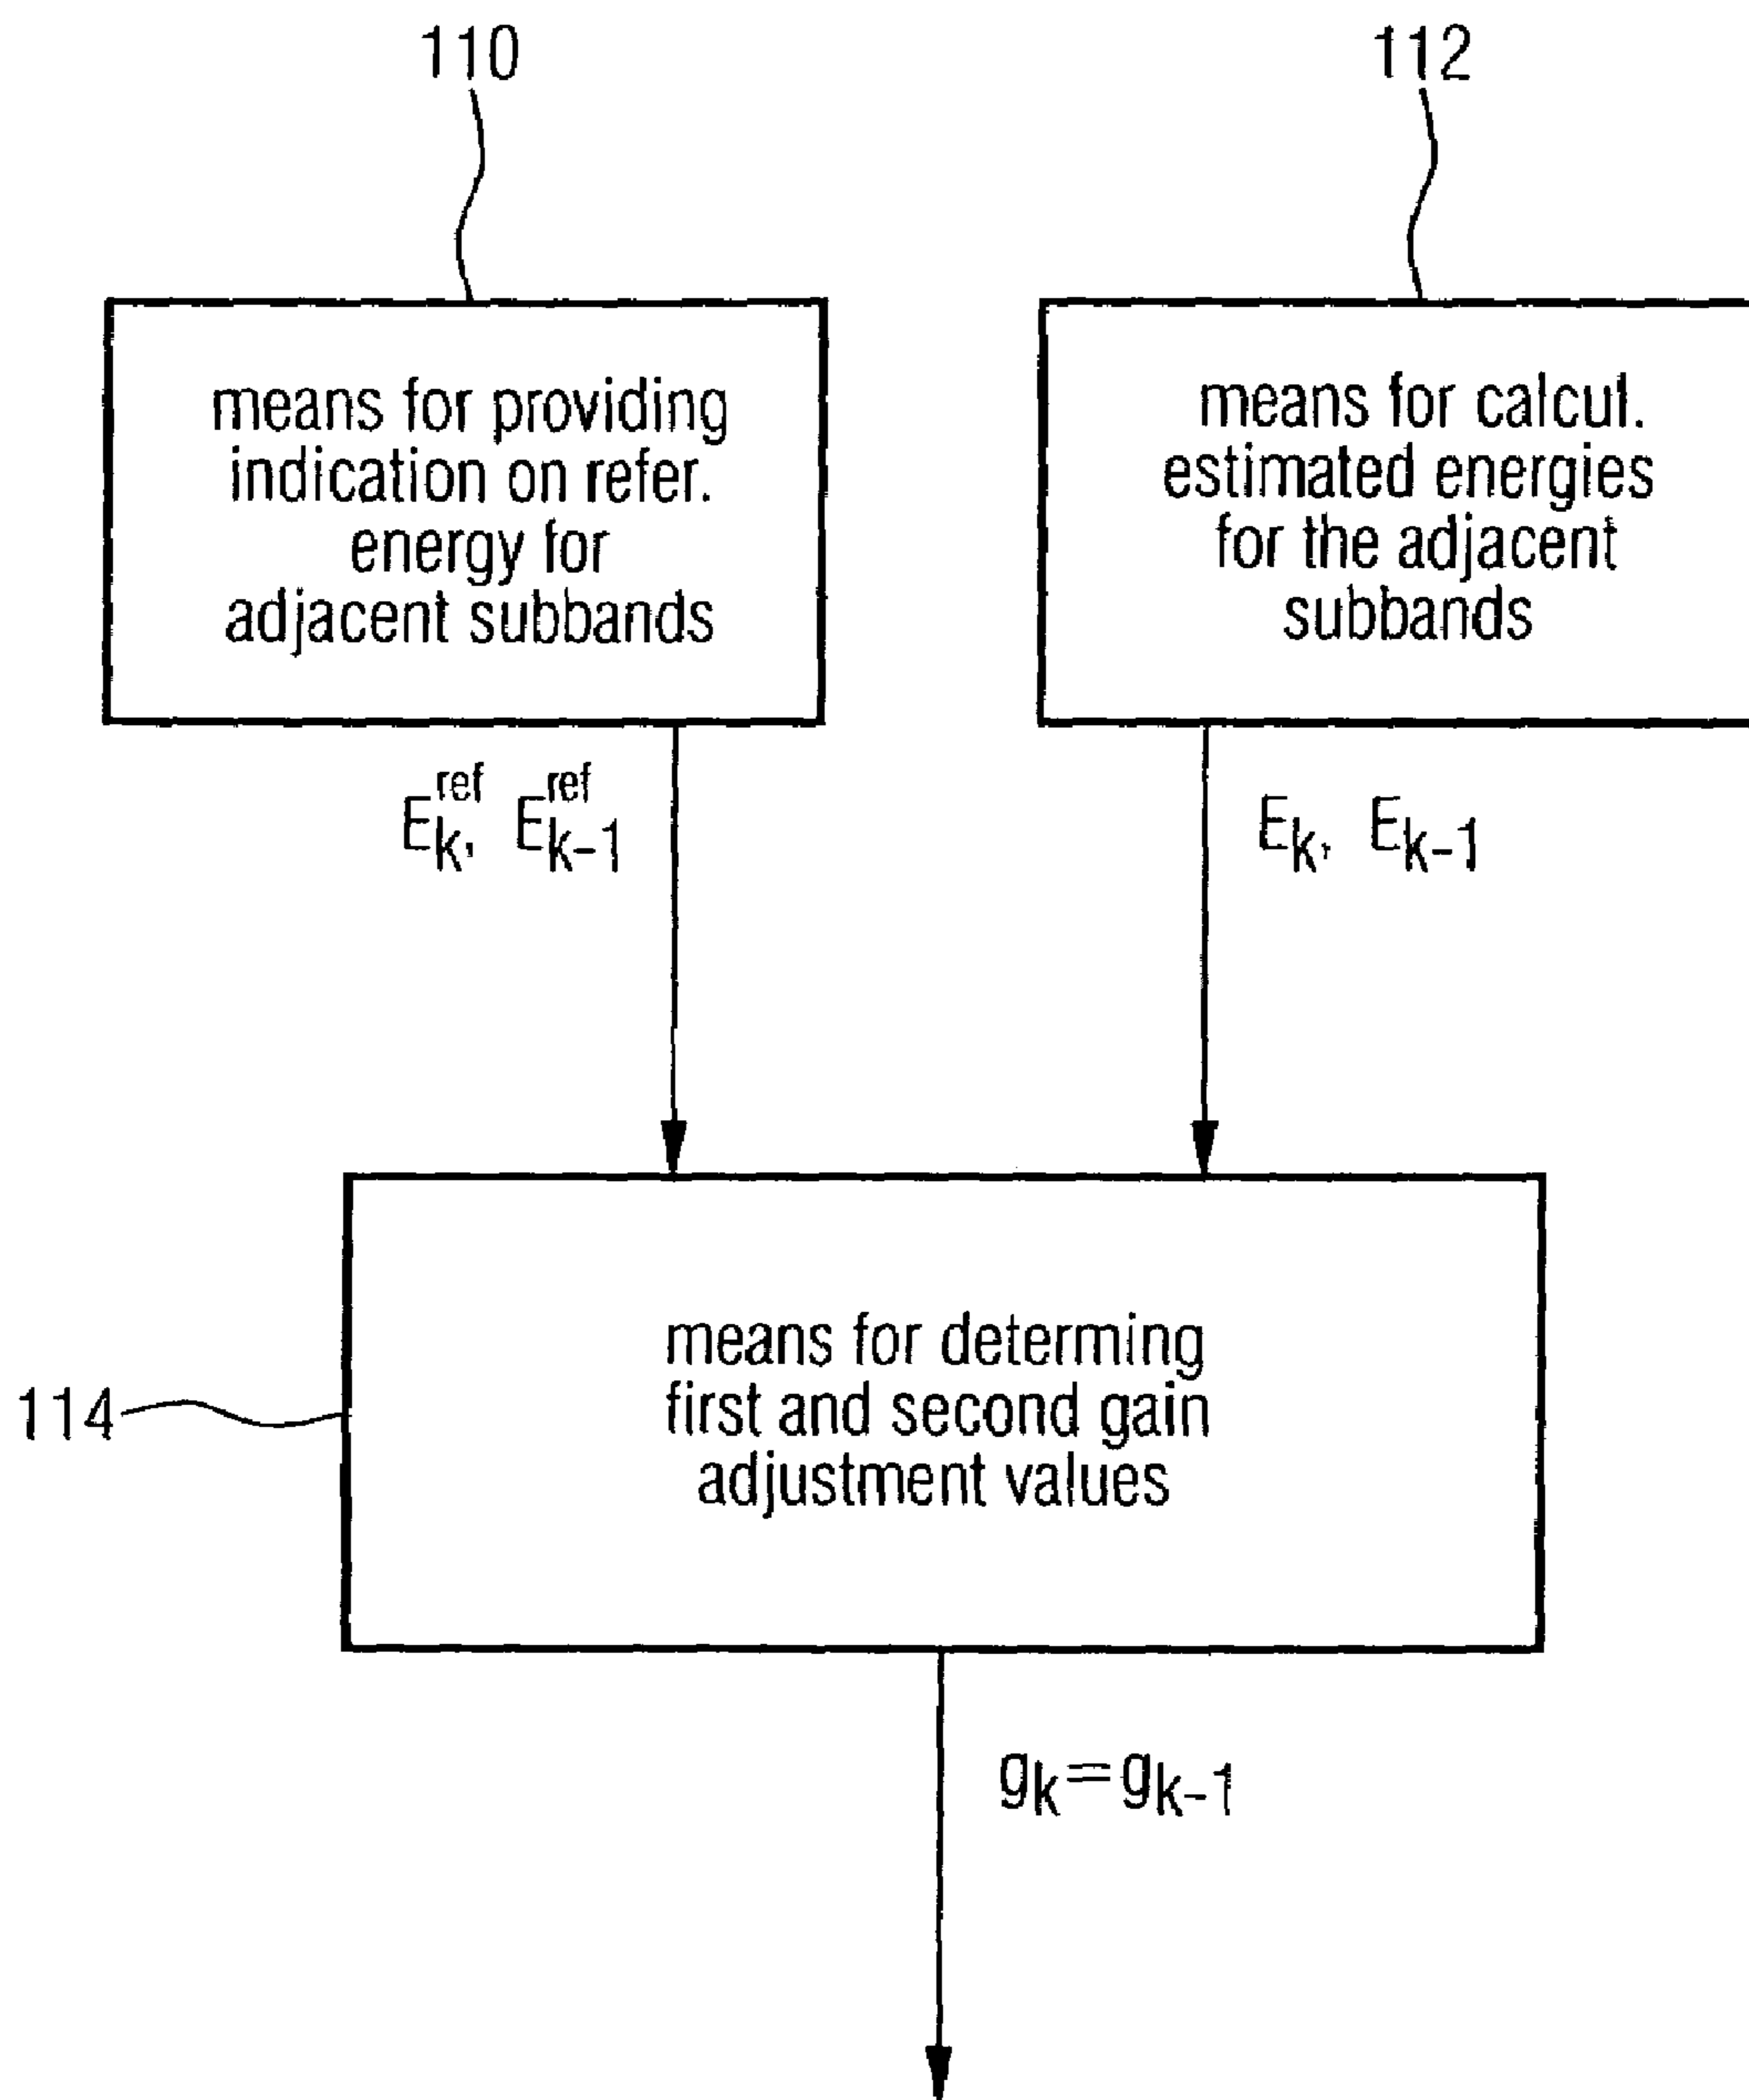 110
112
means for providing
indication on refer.
energy for
adjacent subbands
means for calcul.
estimated energies
for the adjacent
subbands
E_k^ref, E_k-1^ref
E_k, E_k-1
114
means for determing
first and second gain
adjustment values
g_k=g_k-1